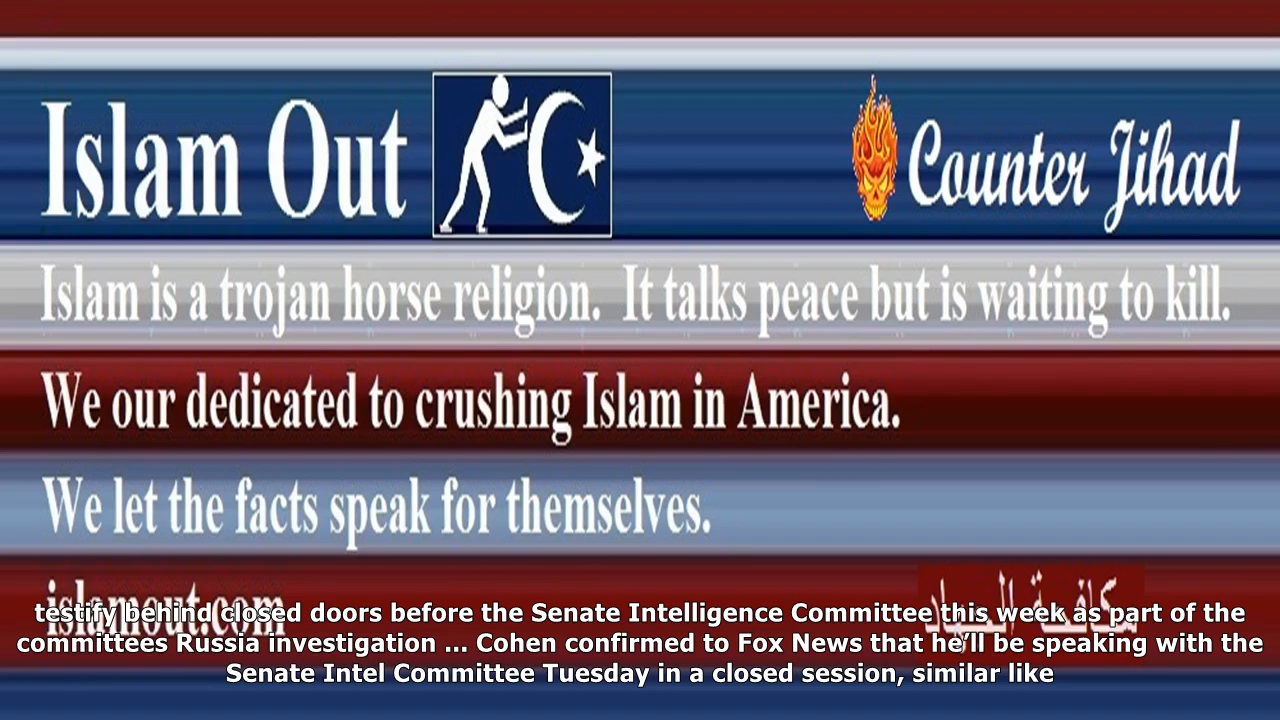 Islam Out
Counter Jihad
Islam is a trojan horse religion. It talks peace but is waiting to kill.
We our dedicated to crushing Islam in America.
We let the facts speak for themselves.
islamout.com
testify behind closed doors before the Senate Intelligence Committee this week as part of the
committees Russia investigation ... Cohen confirmed to Fox News that he'll be speaking with the
Senate Intel Committee Tuesday in a closed session, similar like